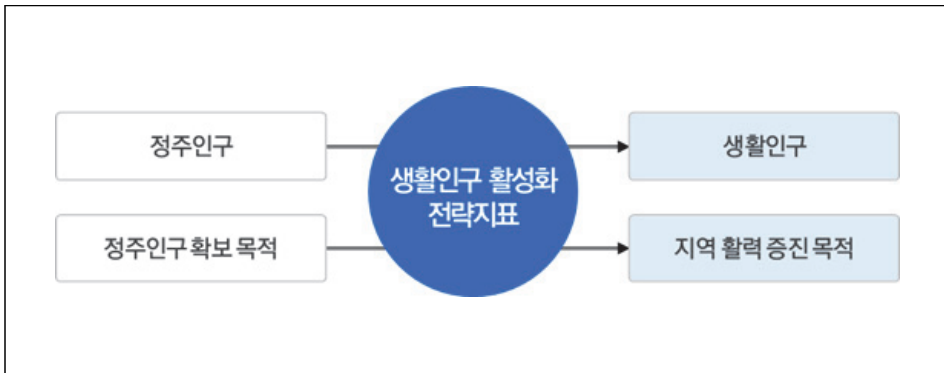 정주인구
생활인구 활성화
전략지표
생활인구
정주인구 확보 목적
지역 활력 증진 목적